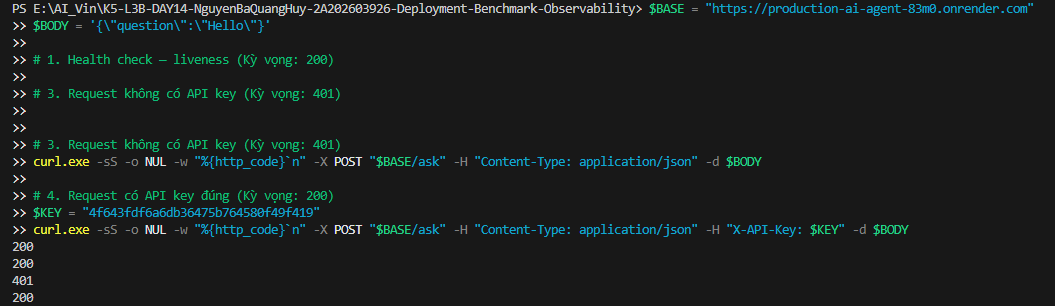 PS E:\AI_Vin\K5-L3B-DAY14-NguyenBaQuangHuy-2A202603926-Deployment-Benchmark-Observability> $BASE = "https://production-ai-agent-83m0.onrender.com"
>> $BODY = '{\"question\":\"Hello\"}'
>>
>> # 1. Health check – liveness (Kỳ vọng: 200)
>>
>> # 3. Request không có API key (Kỳ vọng: 401)
>>
>>
>> # 3. Request không có API key (Kỳ vọng: 401)
>> curl.exe -sS -o NUL -w "%{http_code}`n" -X POST "$BASE/ask" -H "Content-Type: application/json" -d $BODY
>>
>> # 4. Request có API key đúng (Kỳ vọng: 200)
>> $KEY = "4f643fdf6a6db36475b764580f49f419"
>> curl.exe -sS -o NUL -w "%{http_code}`n" -X POST "$BASE/ask" -H "Content-Type: application/json" -H "X-API-Key: $KEY" -d $BODY
200
200
401
200